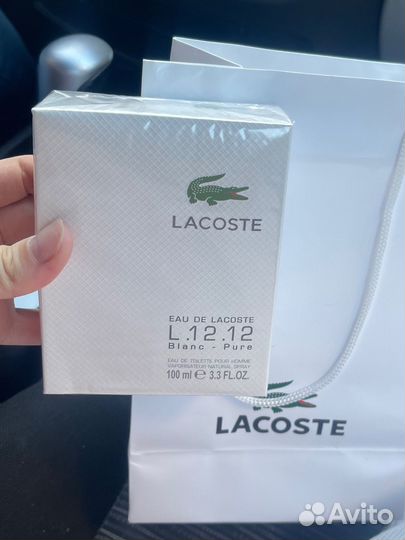 LACOSTE
EAU DE LACOSTE
L.12.12
Blanc - Pure
EAU DE TOILETTE POUR HOMME
VAPORISATEUR NATURAL SPRAY
100 ml ℮ 3.3 FL.OZ.
LACOSTE
Avito